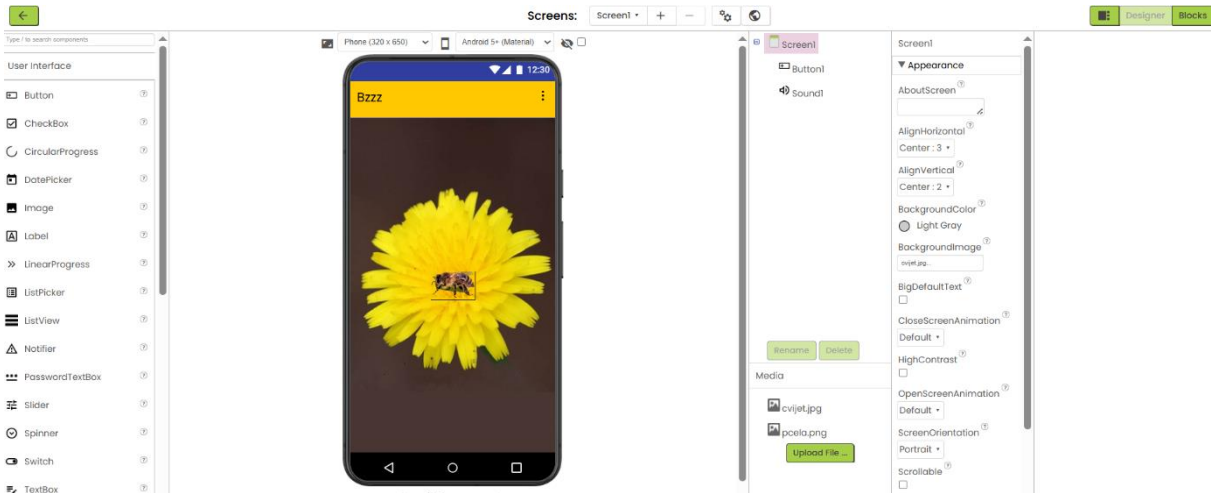 Screens:
Screen1
Designer
Blocks
Type / to search components
User Interface
Button
CheckBox
CircularProgress
DatePicker
Image
Label
LinearProgress
ListPicker
ListView
Notifier
PasswordTextBox
Slider
Spinner
Switch
TextBox
Phone (320 x 650)
Android 5+ (Material)
12:30
Bzzz
Screen1
Button1
Sound1
Rename Delete
Media
cvijet.jpg
pcela.png
Upload File ...
Screen1
Appearance
AboutScreen
AlignHorizontal
Center : 3
AlignVertical
Center : 2
BackgroundColor
Light Gray
BackgroundImage
cvijet.jpg...
BigDefaultText
CloseScreenAnimation
Default
HighContrast
OpenScreenAnimation
Default
ScreenOrientation
Portrait
Scrollable